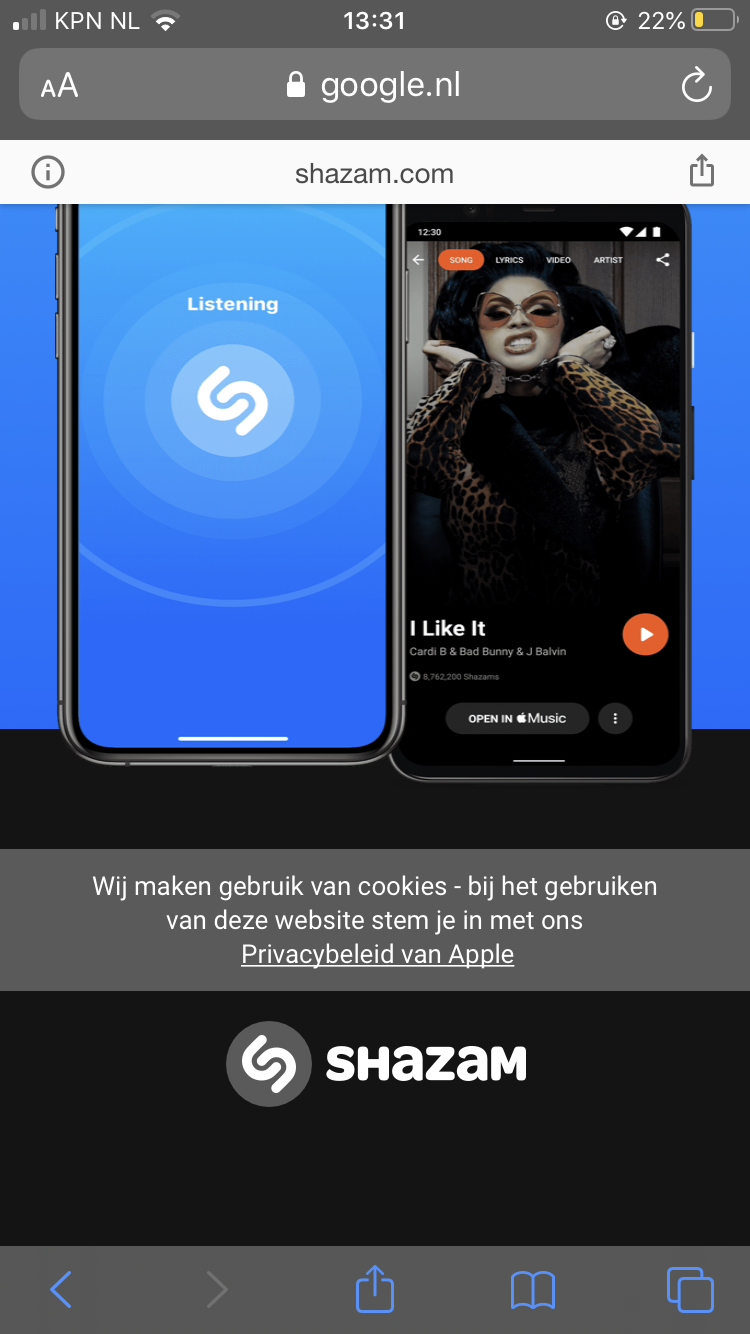 KPN NL 13:31 22%
AA google.nl
shazam.com
12:30
SONG LYRICS VIDEO ARTIST
Listening
I Like It
Cardi B & Bad Bunny & J Balvin
8,762,200 Shazams
OPEN IN Music
Wij maken gebruik van cookies - bij het gebruiken
van deze website stem je in met ons
Privacybeleid van Apple
SHAZAM